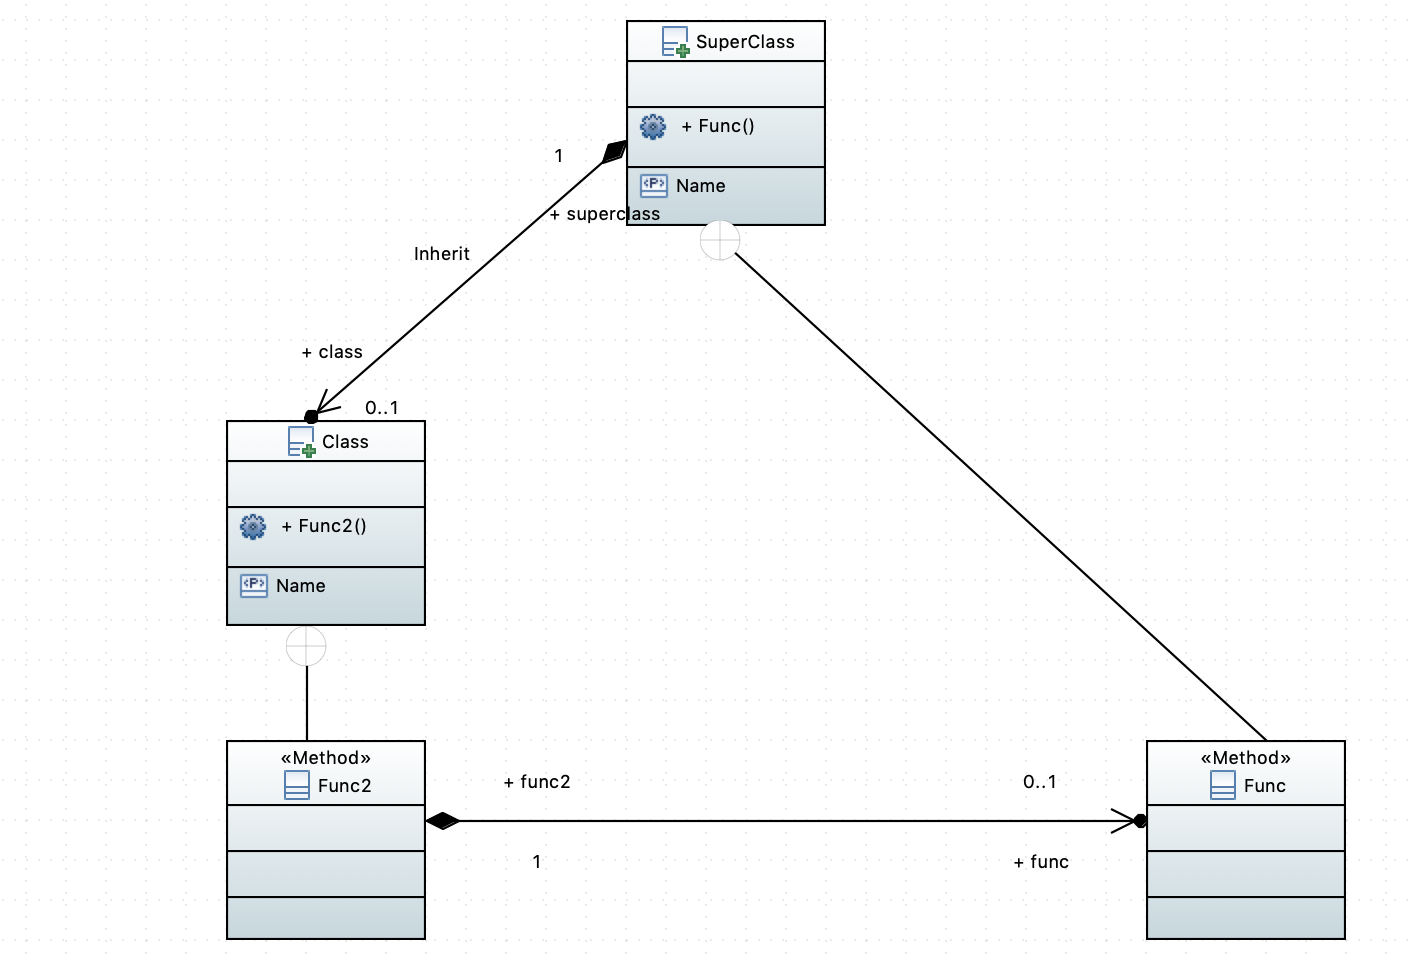 SuperClass
+ Func()
1
Name
+ superclass
Inherit
+ class
0..1
Class
+ Func2()
Name
«Method»
Func2
+ func2
0..1
«Method»
Func
1
+ func